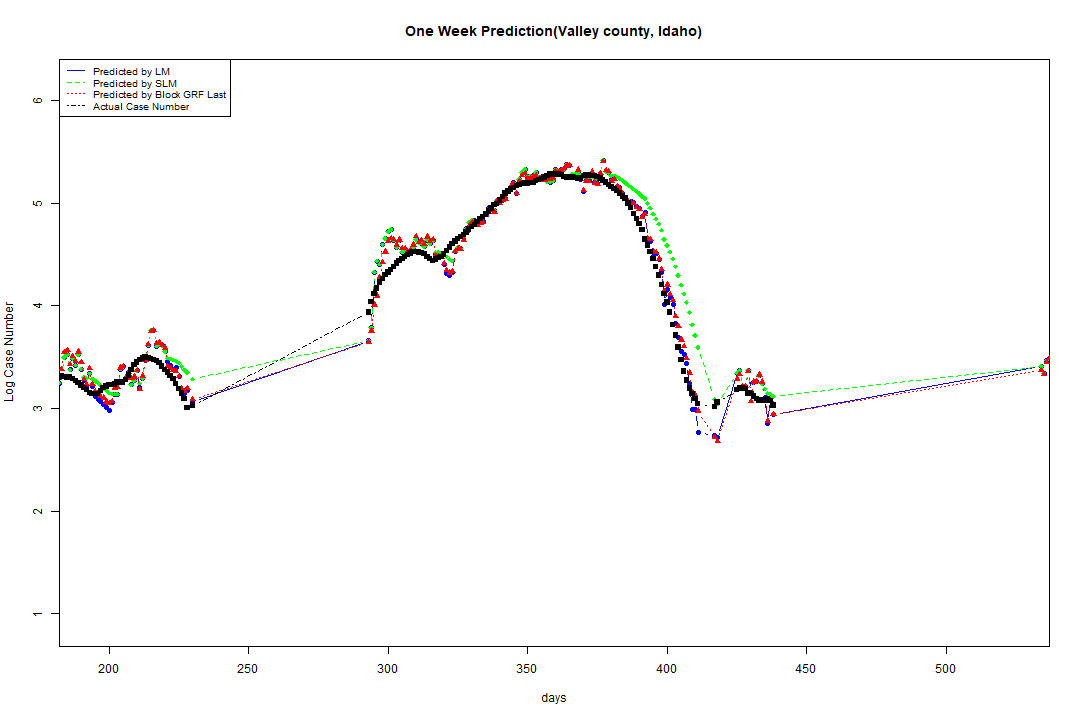 One Week Prediction(Valley county, Idaho)
Predicted by LM
Predicted by SLM
Predicted by Block GRF Last
Actual Case Number
Log Case Number
6
5
4
3
2
1
200 250 300 350 400 450 500
days